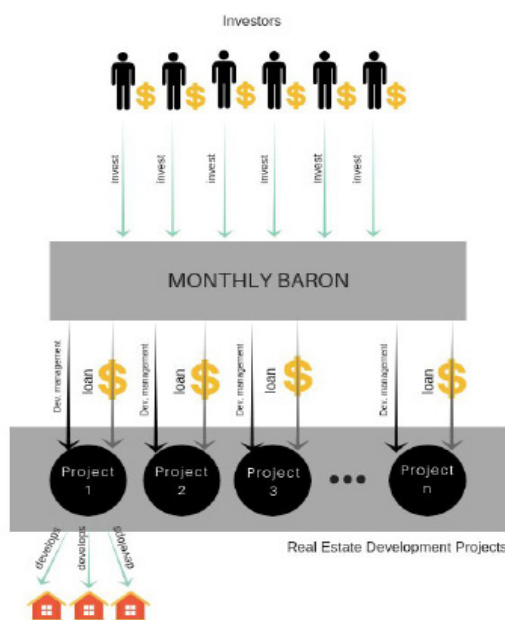 Investors
$ $ $ $ $ $
invest invest invest invest invest invest
MONTHLY BARON
Dev. management loan $ Dev. management loan $ Dev. management loan $ Dev. management loan $
Project
1
Project
2
Project
3
Project
n
Real Estate Development Projects
develops develops develops